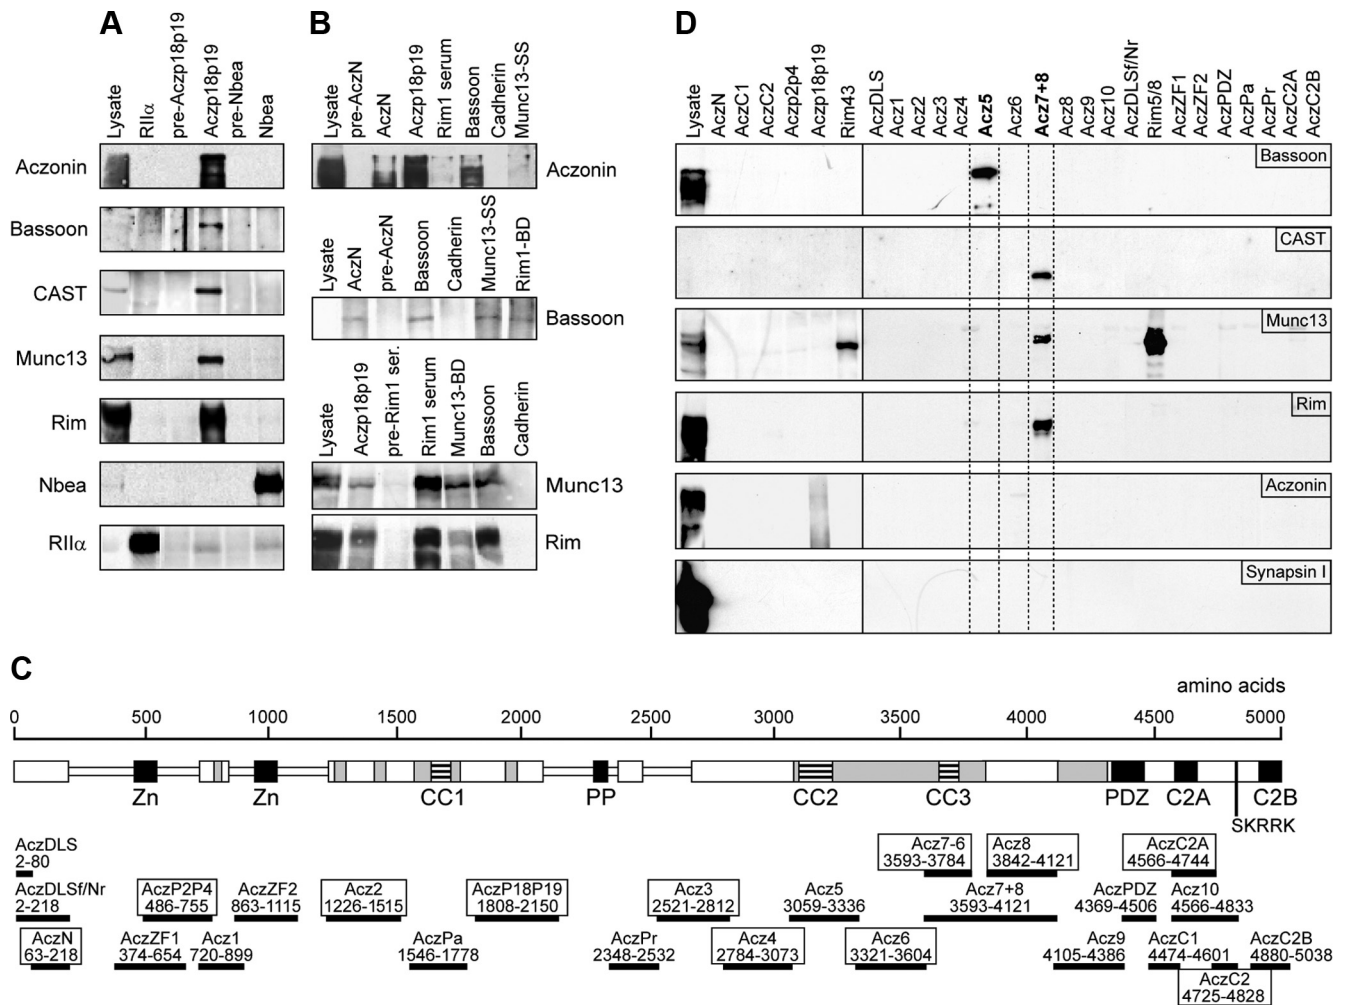 A
Lysate
RIIα
pre-Aczp18p19
Aczp18p19
pre-Nbea
Nbea
Aczonin
Bassoon
CAST
Munc13
Rim
Nbea
RIIα
B
Lysate
pre-AczN
AczN
Aczp18p19
Rim1 serum
Bassoon
Cadherin
Munc13-SS
Aczonin
Lysate
AczN
pre-AczN
Bassoon
Cadherin
Munc13-SS
Rim1-BD
Bassoon
Lysate
Aczp18p19
pre-Rim1 ser.
Rim1 serum
Munc13-BD
Bassoon
Cadherin
Munc13
Rim
D
Lysate
AczN
AczC1
AczC2
Aczp2p4
Aczp18p19
Rim43
AczDLS
Acz1
Acz2
Acz3
Acz4
Acz5
Acz6
Acz7+8
Acz8
Acz9
Acz10
AczDLSf/Nr
Rim5/8
AczZF1
AczZF2
AczPDZ
AczPa
AczPr
AczC2A
AczC2B
Bassoon
CAST
Munc13
Rim
Aczonin
Synapsin I
C
amino acids
0 500 1000 1500 2000 2500 3000 3500 4000 4500 5000
Zn Zn CC1 PP CC2 CC3 PDZ C2A C2B
SKRRK
AczDLS
2-80
Acz7-6
3593-3784
Acz8
3842-4121
AczC2A
4566-4744
AczDLSf/Nr
2-218
AczP2P4
486-755
AczZF2
863-1115
Acz2
1226-1515
AczP18P19
1808-2150
Acz3
2521-2812
Acz5
3059-3336
Acz7+8
3593-4121
AczPDZ
4369-4506
Acz10
4566-4833
AczN
63-218
AczZF1
374-654
Acz1
720-899
AczPa
1546-1778
AczPr
2348-2532
Acz4
2784-3073
Acz6
3321-3604
Acz9
4105-4386
AczC1
4474-4601
AczC2B
4880-5038
AczC2
4725-4828